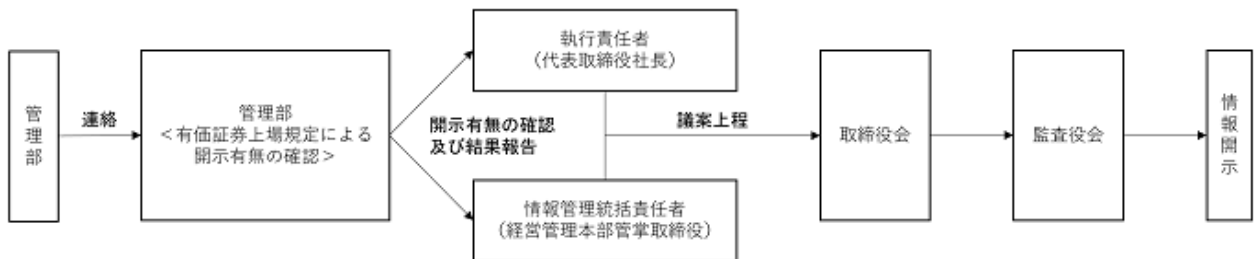 管理部
連絡
管理部
＜有価証券上場規定による
開示有無の確認＞
執行責任者
（代表取締役社長）
開示有無の確認
及び結果報告
情報管理統括責任者
（経営管理本部管掌取締役）
議案上程
取締役会
監査役会
情報開示